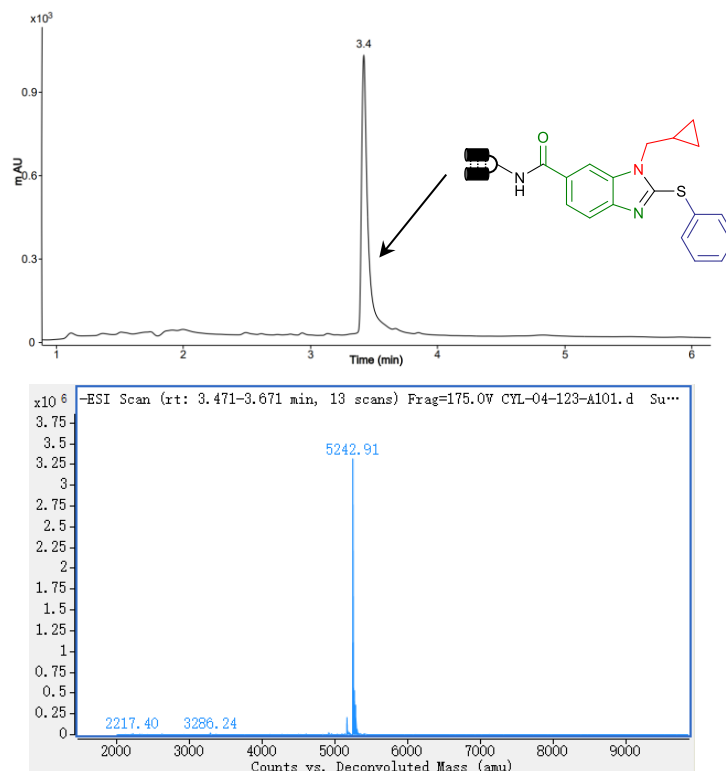 x10³
3.4
0.9
0.6
0.3
0
mAU
1 2 3 4 5 6
Time (min)
O
N
H
N
N
S
-ESI Scan (rt: 3.471-3.671 min, 13 scans) Frag=175.0V CYL-04-123-A101.d Su…
x10 6
3.75
3.5
3.25
3
2.75
2.5
2.25
2
1.75
1.5
1.25
1
0.75
0.5
0.25
0
5242.91
2217.40
3286.24
2000 3000 4000 5000 6000 7000 8000 9000
Counts vs. Deconvoluted Mass (amu)